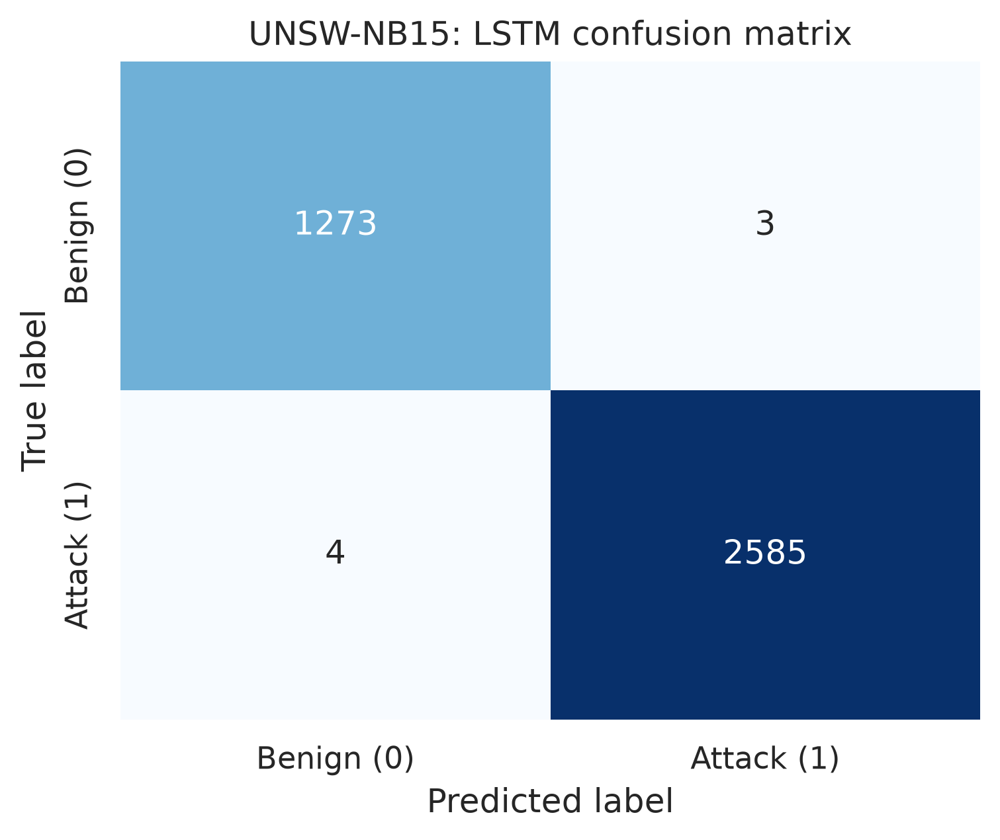 UNSW-NB15: LSTM confusion matrix
True label
Benign (0)
1273
3
Attack (1)
4
2585
Benign (0)
Attack (1)
Predicted label